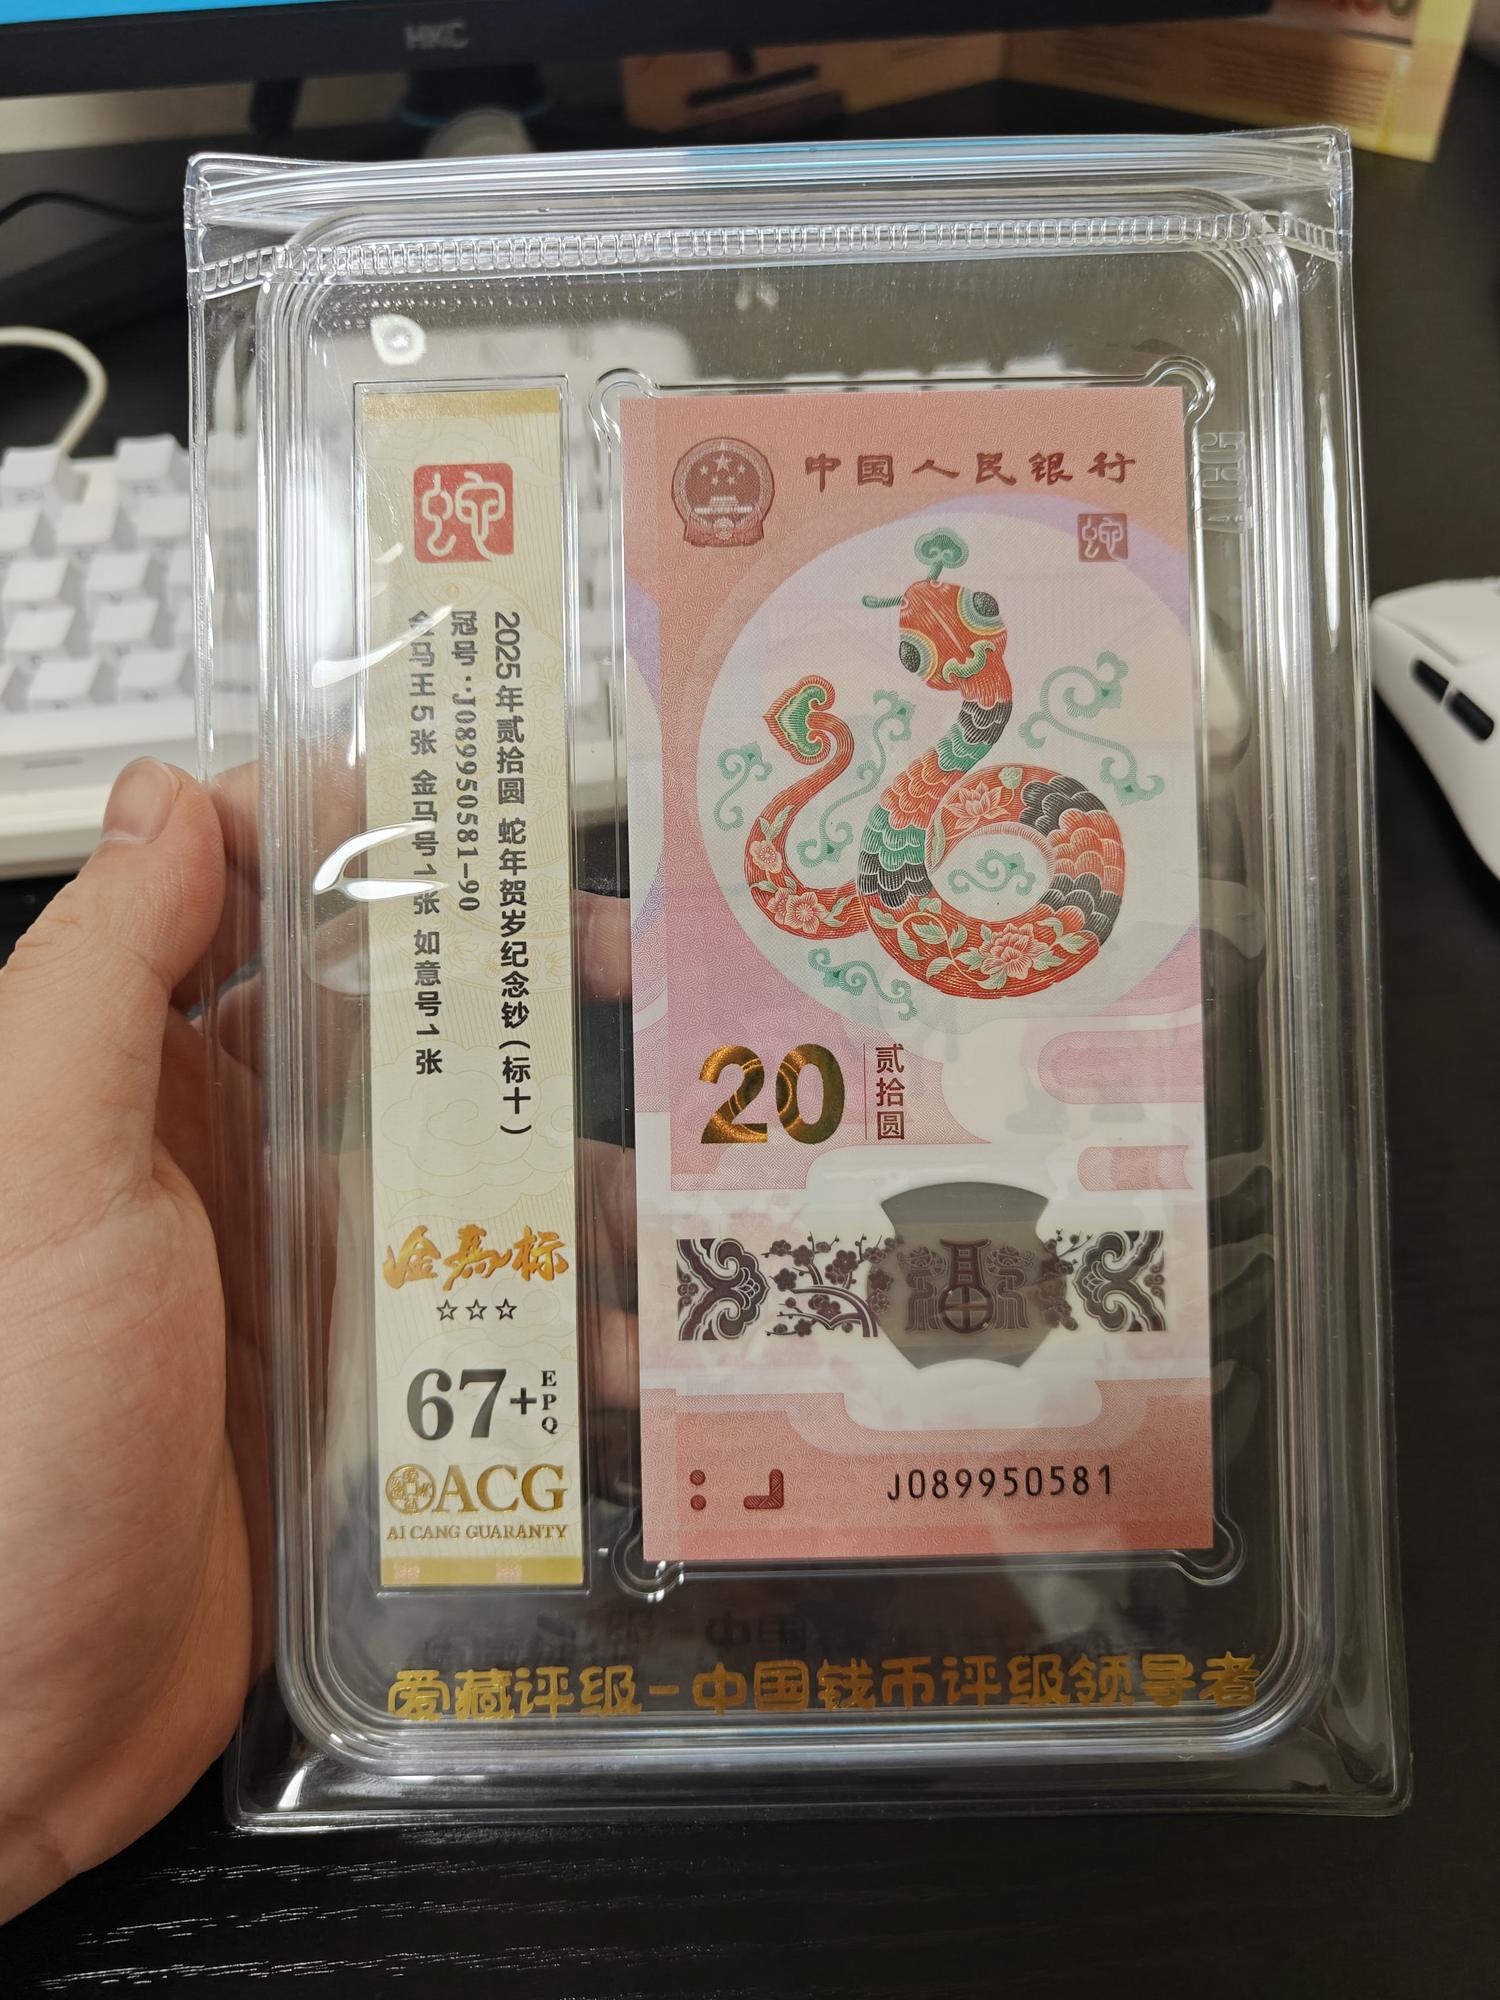 HKC
蛇
2025年贰拾圆 蛇年贺岁纪念钞(标十)
冠号:J089950581-90
金马王5张 金马号1张 如意号1张
金马标
☆☆☆
67+EPQ
ACG
AI CANG GUARANTY
中国人民银行
蛇
20
贰拾圆
J089950581
爱藏评级-中国钱币评级领导者